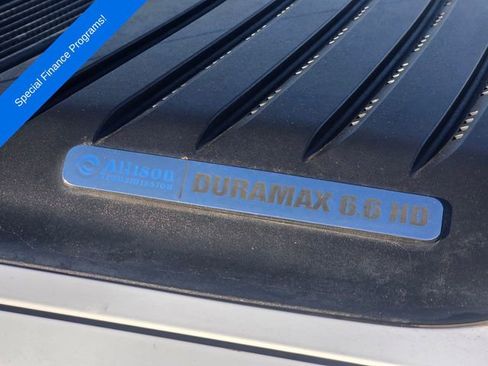 Special Finance Programs!
Allison DURAMAX 6.6 HD
TRANSMISSION